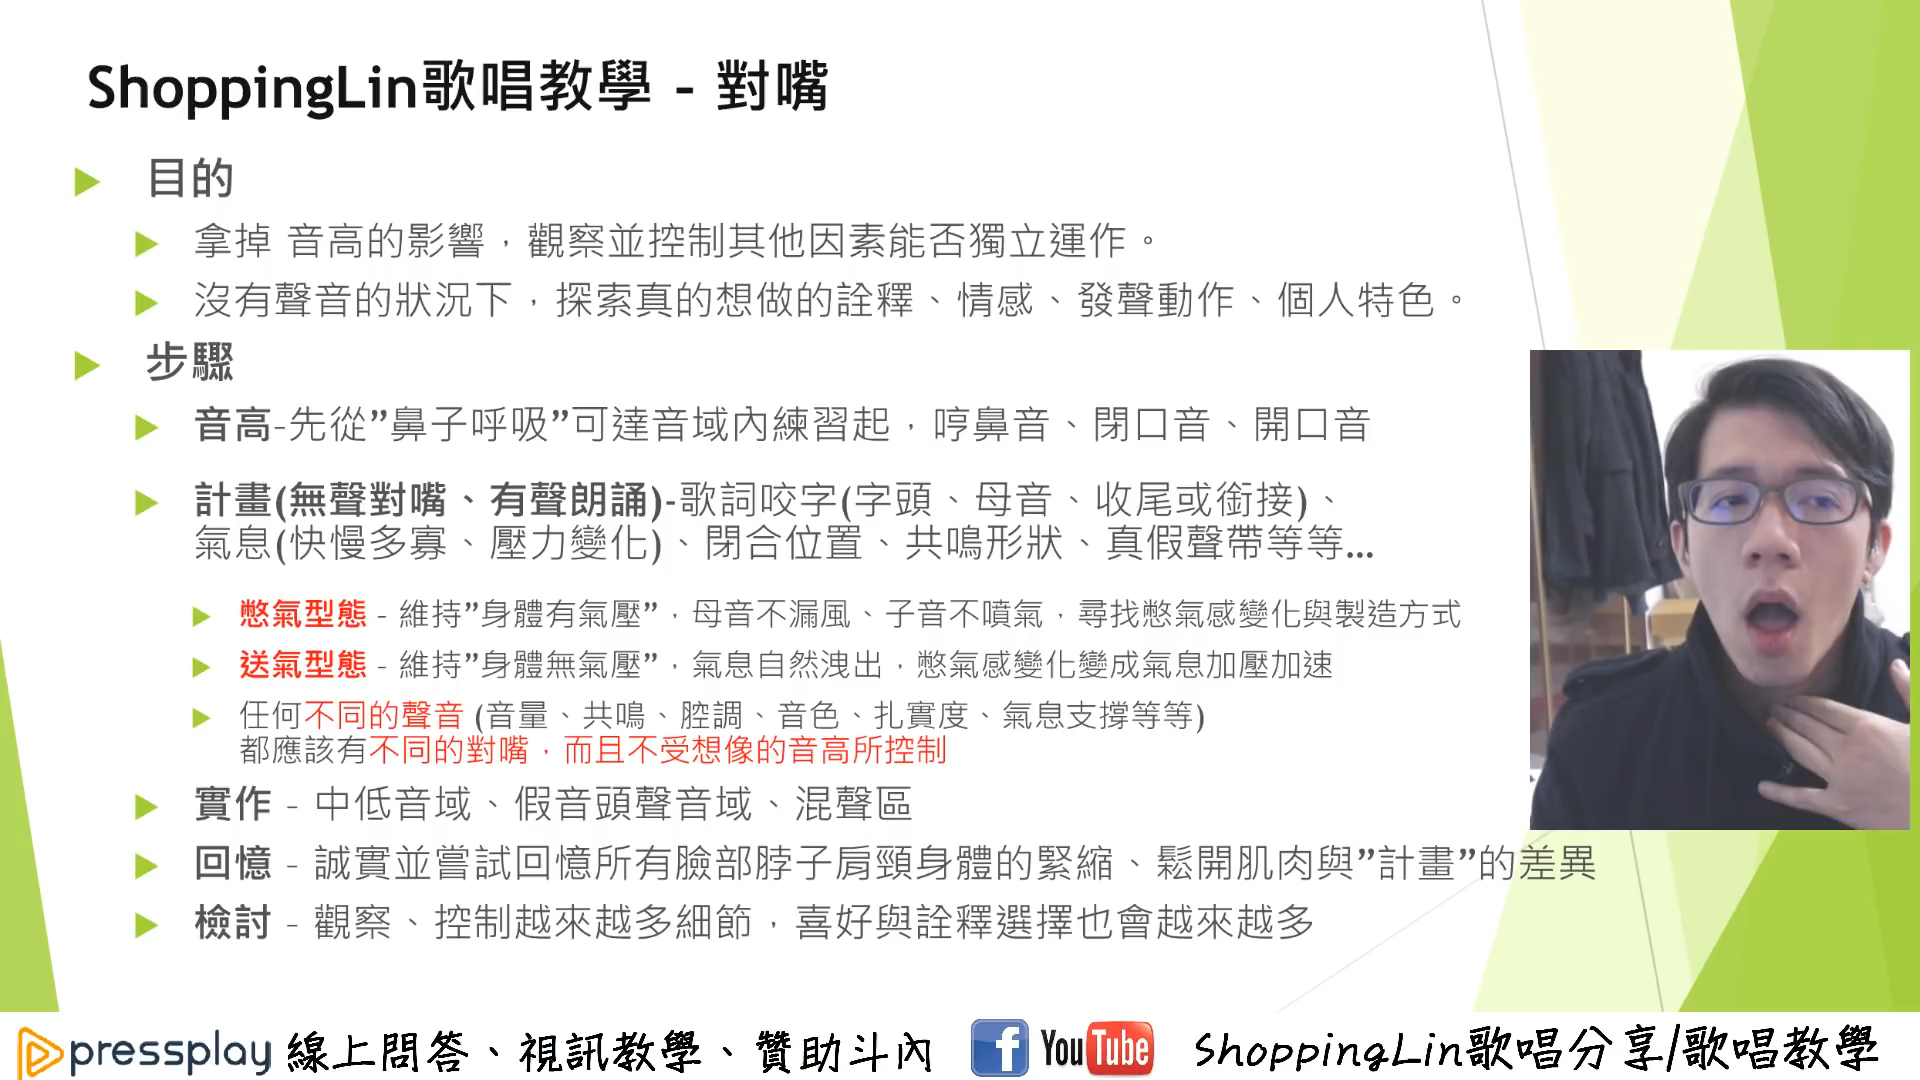 ShoppingLin歌唱教學 - 對嘴
目的
拿掉 音高的影響，觀察並控制其他因素能否獨立運作。
沒有聲音的狀況下，探索真的想做的詮釋、情感、發聲動作、個人特色。
步驟
音高-先從”鼻子呼吸”可達音域內練習起，哼鼻音、閉口音、開口音
計畫(無聲對嘴、有聲朗誦)-歌詞咬字(字頭、母音、收尾或銜接)、
氣息(快慢多寡、壓力變化)、閉合位置、共鳴形狀、真假聲帶等等...
憋氣型態 - 維持”身體有氣壓”，母音不漏風、子音不噴氣，尋找憋氣感變化與製造方式
送氣型態 - 維持”身體無氣壓”，氣息自然洩出，憋氣感變化變成氣息加壓加速
任何不同的聲音 (音量、共鳴、腔調、音色、扎實度、氣息支撐等等)
都應該有不同的對嘴，而且不受想像的音高所控制
實作 - 中低音域、假音頭聲音域、混聲區
回憶 - 誠實並嘗試回憶所有臉部脖子肩頸身體的緊縮、鬆開肌肉與”計畫”的差異
檢討 - 觀察、控制越來越多細節，喜好與詮釋選擇也會越來越多
pressplay 線上問答、視訊教學、贊助斗內 f YouTube ShoppingLin歌唱分享/歌唱教學